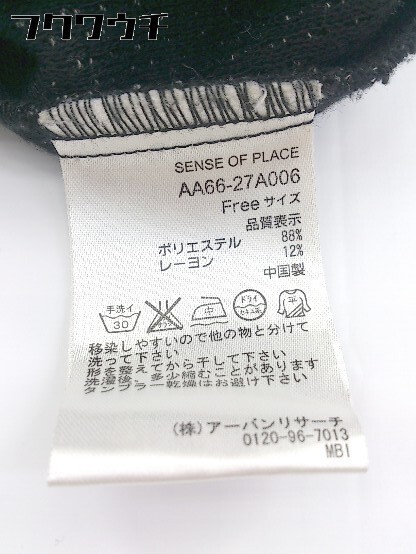 フクワウチ
SENSE OF PLACE
AA66-27A006
Freeサイズ
品質表示
ポリエステル 88%
レーヨン 12%
中国製
手洗イ 30 ドライ セキユ系
移染しやすいので他の物と分けて
洗って下さい
形を整えてから干して下さい
洗濯後、多少縮むことがあります
タンブラー乾燥はお避け下さい
(株)アーバンリサーチ
0120-96-7013
MBI